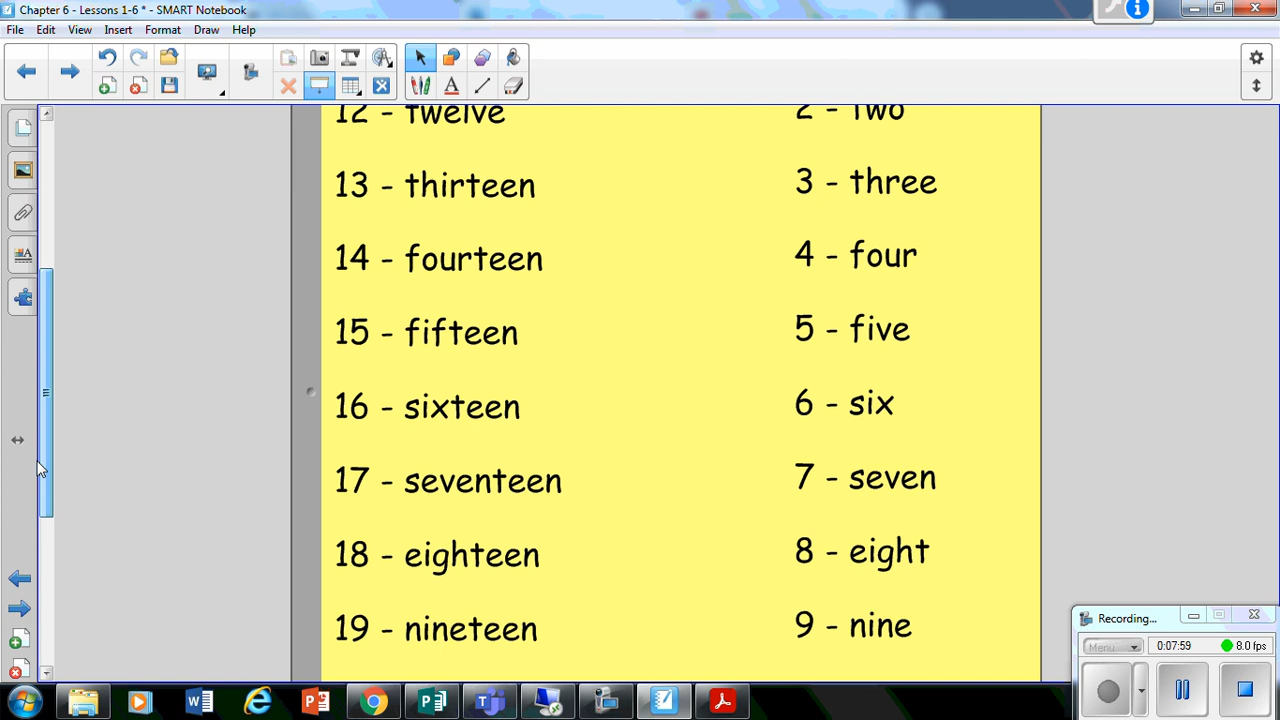 Chapter 6 - Lessons 1-6 * - SMART Notebook
File Edit View Insert Format Draw Help
12 - twelve
2 - two
13 - thirteen
3 - three
14 - fourteen
4 - four
15 - fifteen
5 - five
16 - sixteen
6 - six
17 - seventeen
7 - seven
18 - eighteen
8 - eight
19 - nineteen
9 - nine
Recording...
Menu 0:07:59 8.0 fps